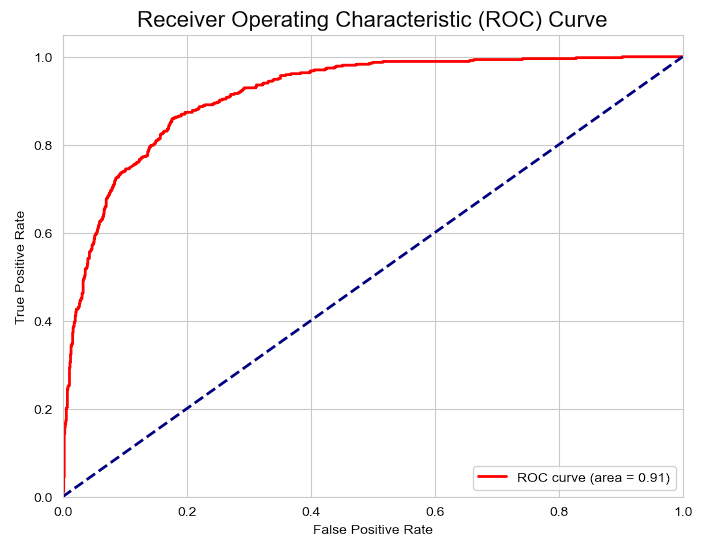 Receiver Operating Characteristic (ROC) Curve
1.0
0.8
0.6
0.4
0.2
0.0
True Positive Rate
0.0 0.2 0.4 0.6 0.8 1.0
False Positive Rate
ROC curve (area = 0.91)